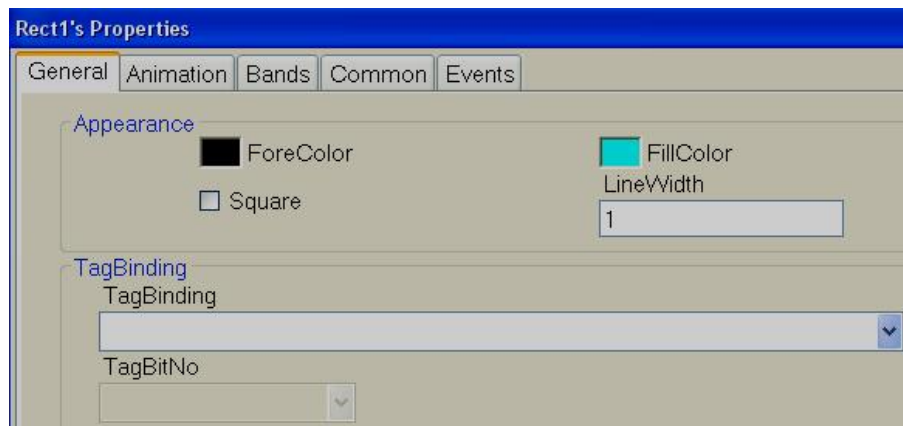 Rect1's Properties
General Animation Bands Common Events
Appearance
ForeColor FillColor
Square LineWidth
1
TagBinding
TagBinding
TagBitNo